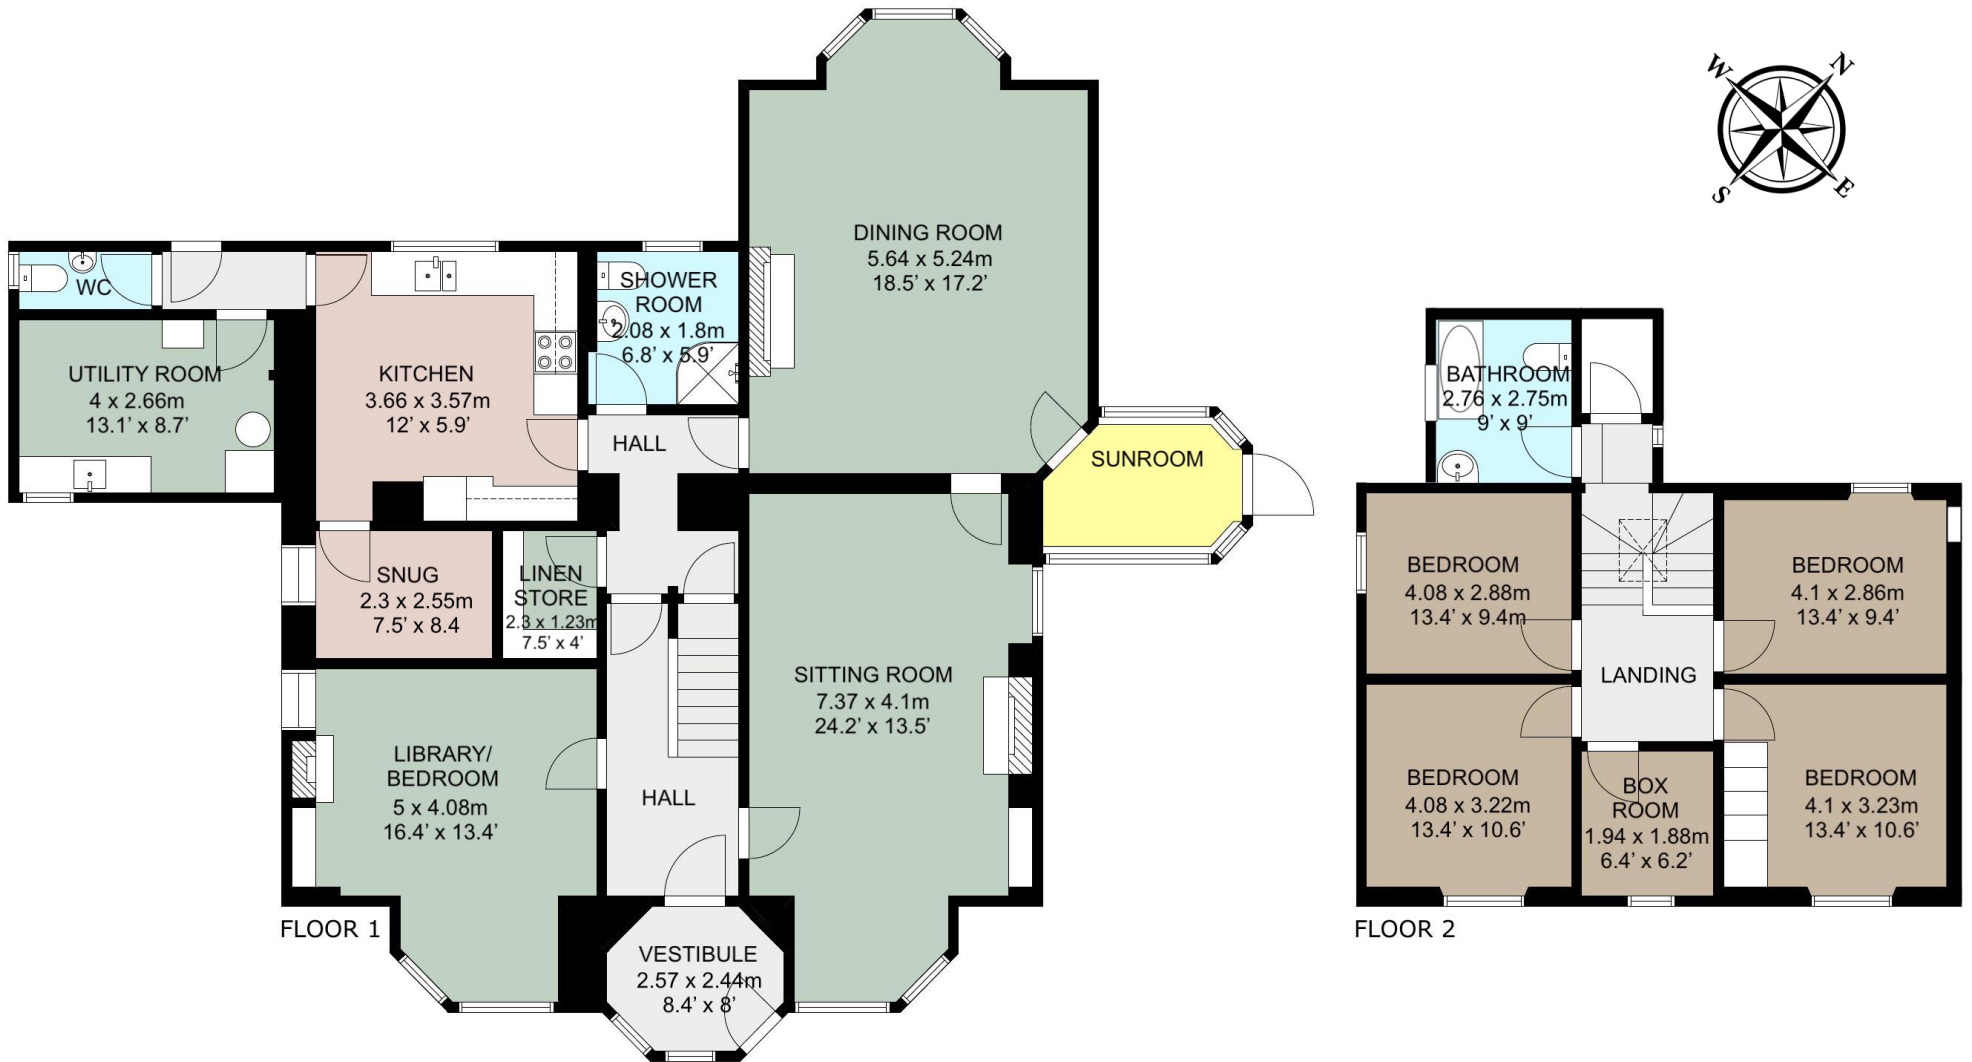 W
N
S
E
DINING ROOM
5.64 x 5.24m
18.5' x 17.2'
WC
SHOWER
ROOM
2.08 x 1.8m
6.8' x 5.9'
UTILITY ROOM
4 x 2.66m
13.1' x 8.7'
KITCHEN
3.66 x 3.57m
12' x 5.9'
HALL
SUNROOM
SNUG
2.3 x 2.55m
7.5' x 8.4
LINEN
STORE
2.3 x 1.23m
7.5' x 4'
SITTING ROOM
7.37 x 4.1m
24.2' x 13.5'
LIBRARY/
BEDROOM
5 x 4.08m
16.4' x 13.4'
HALL
VESTIBULE
2.57 x 2.44m
8.4' x 8'
FLOOR 1
BATHROOM
2.76 x 2.75m
9' x 9'
BEDROOM
4.08 x 2.88m
13.4' x 9.4m
BEDROOM
4.1 x 2.86m
13.4' x 9.4'
LANDING
BEDROOM
4.08 x 3.22m
13.4' x 10.6'
BOX
ROOM
1.94 x 1.88m
6.4' x 6.2'
BEDROOM
4.1 x 3.23m
13.4' x 10.6'
FLOOR 2